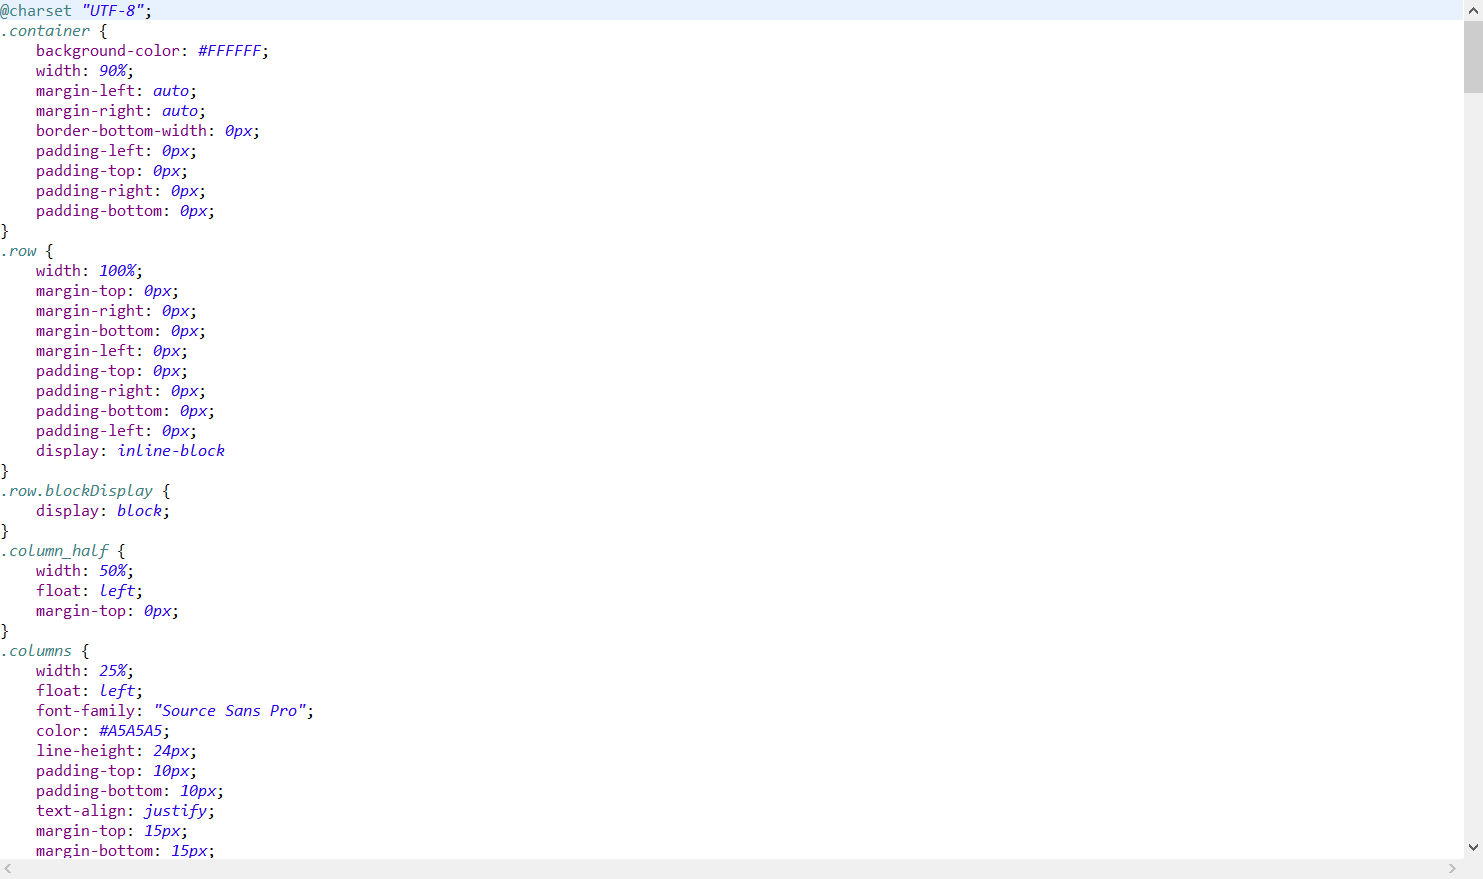 @charset "UTF-8";
.container {
    background-color: #FFFFFF;
    width: 90%;
    margin-left: auto;
    margin-right: auto;
    border-bottom-width: 0px;
    padding-left: 0px;
    padding-top: 0px;
    padding-right: 0px;
    padding-bottom: 0px;
}
.row {
    width: 100%;
    margin-top: 0px;
    margin-right: 0px;
    margin-bottom: 0px;
    margin-left: 0px;
    padding-top: 0px;
    padding-right: 0px;
    padding-bottom: 0px;
    padding-left: 0px;
    display: inline-block
}
.row.blockDisplay {
    display: block;
}
.column_half {
    width: 50%;
    float: left;
    margin-top: 0px;
}
.columns {
    width: 25%;
    float: left;
    font-family: "Source Sans Pro";
    color: #A5A5A5;
    line-height: 24px;
    padding-top: 10px;
    padding-bottom: 10px;
    text-align: justify;
    margin-top: 15px;
    margin-bottom: 15px;